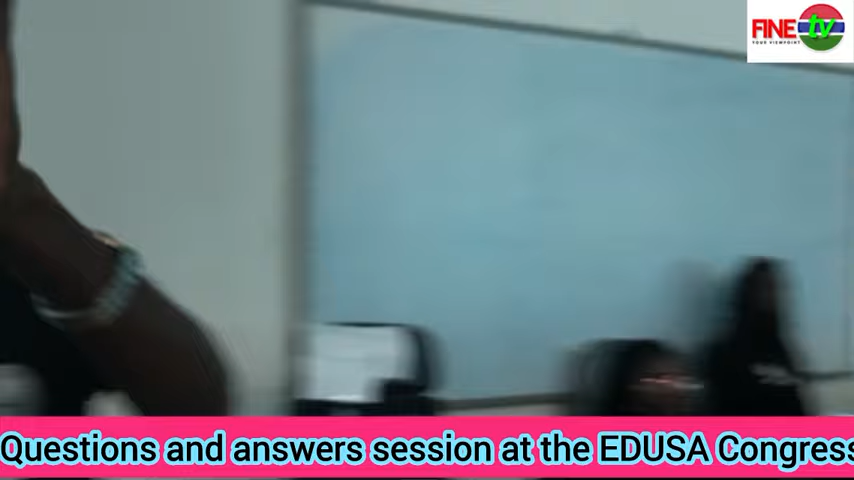 FINE tv
YOUR VIEWPOINT
Questions and answers session at the EDUSA Congress